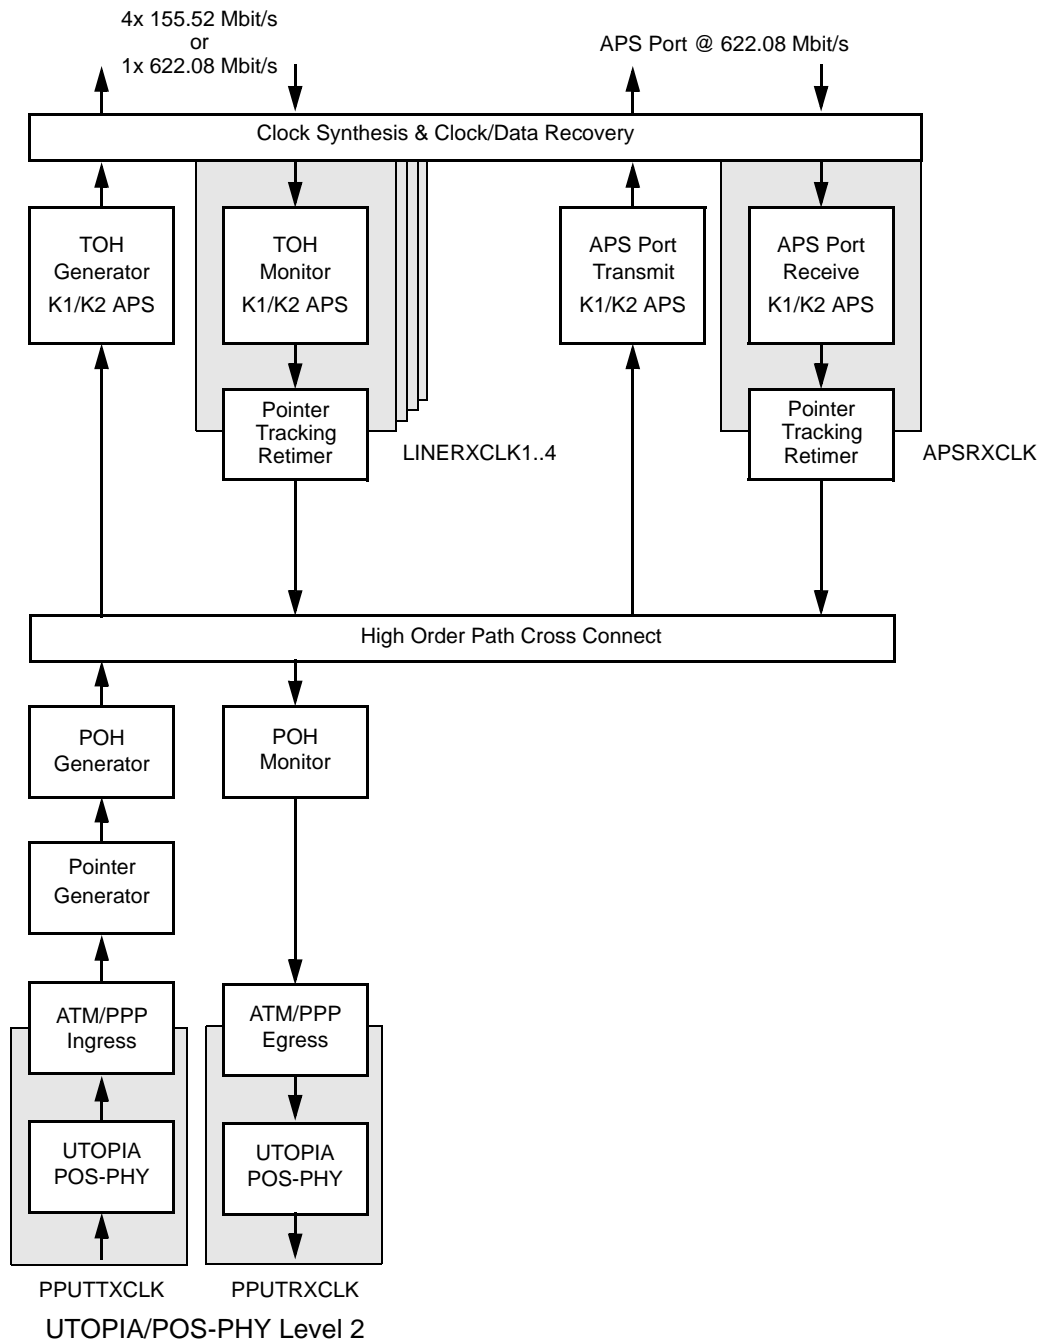 4x 155.52 Mbit/s
or
1x 622.08 Mbit/s
APS Port @ 622.08 Mbit/s
Clock Synthesis & Clock/Data Recovery
TOH
Generator
K1/K2 APS
TOH
Monitor
K1/K2 APS
APS Port
Transmit
K1/K2 APS
APS Port
Receive
K1/K2 APS
Pointer
Tracking
Retimer
LINERXCLK1..4
Pointer
Tracking
Retimer
APSRXCLK
High Order Path Cross Connect
POH
Generator
POH
Monitor
Pointer
Generator
ATM/PPP
Ingress
ATM/PPP
Egress
UTOPIA
POS-PHY
UTOPIA
POS-PHY
PPUTTXCLK
PPUTRXCLK
UTOPIA/POS-PHY Level 2